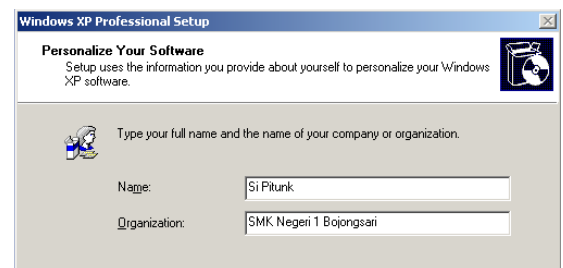 Windows XP Professional Setup
Personalize Your Software
Setup uses the information you provide about yourself to personalize your Windows
XP software.
Type your full name and the name of your company or organization.
Name:
Si Pitunk
Organization:
SMK Negeri 1 Bojongsari